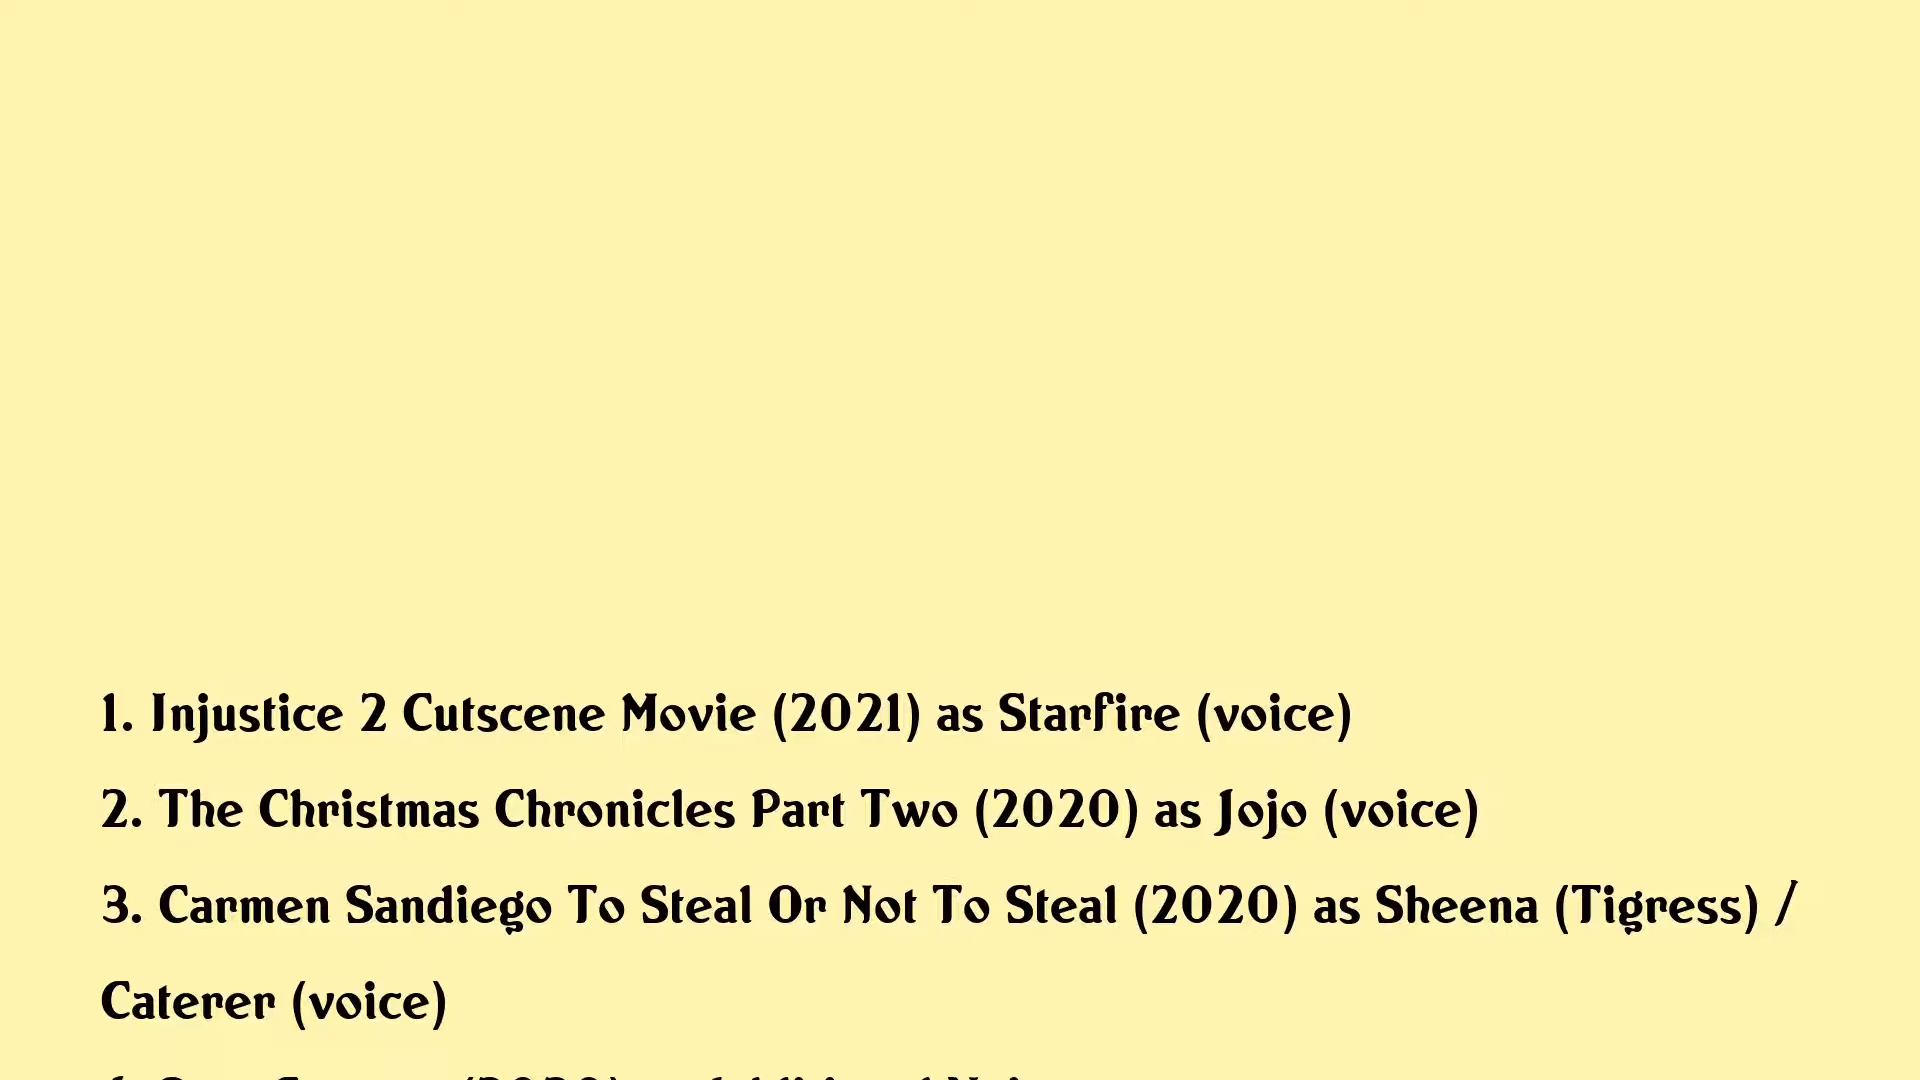 1. Injustice 2 Cutscene Movie (2021) as Starfire (voice)
2. The Christmas Chronicles Part Two (2020) as Jojo (voice)
3. Carmen Sandiego To Steal Or Not To Steal (2020) as Sheena (Tigress) /
Caterer (voice)